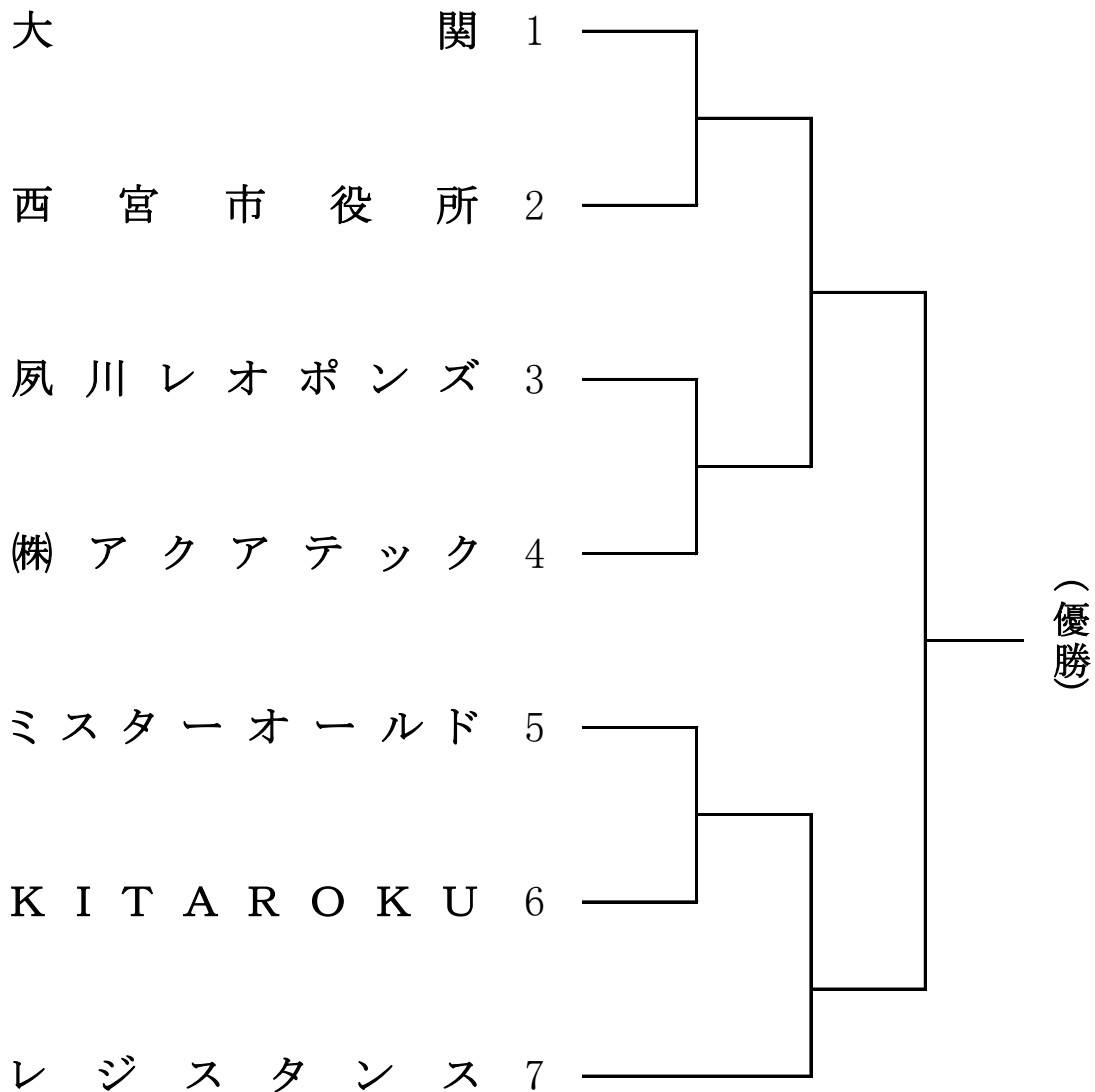 大関 1
西宮市役所 2
夙川レオポンズ 3
㈱アクアテック 4
(優勝)
ミスターオールド 5
KITAROKU 6
レジスタンス 7